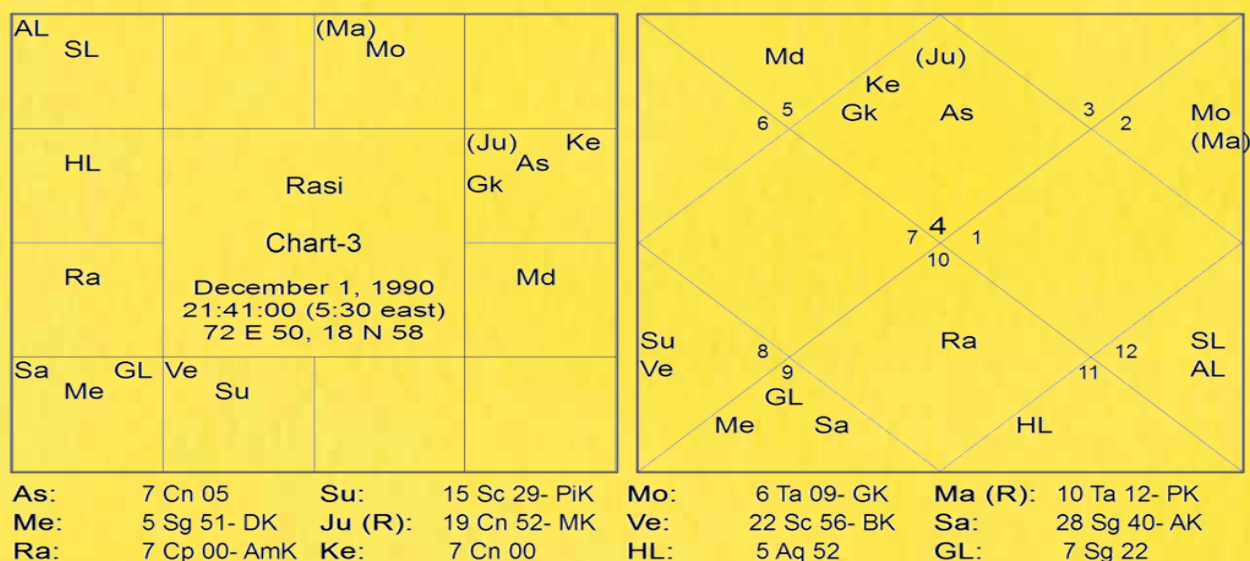 AL
SL
(Ma)
Mo
HL
(Ju) Ke
As
Gk
Rasi
Chart-3
December 1, 1990
21:41:00 (5:30 east)
72 E 50, 18 N 58
Ra
Md
Sa GL
Me
Ve
Su
Md (Ju)
Ke
Gk As
5
6
3
2
Mo
(Ma)
4
7 1
10
Su
Ve
8
9
GL
Me Sa
Ra
12
11
SL
AL
HL
As: 7 Cn 05 Su: 15 Sc 29- PiK Mo: 6 Ta 09- GK Ma (R): 10 Ta 12- PK
Me: 5 Sg 51- DK Ju (R): 19 Cn 52- MK Ve: 22 Sc 56- BK Sa: 28 Sg 40- AK
Ra: 7 Cp 00- AmK Ke: 7 Cn 00 HL: 5 Aq 52 GL: 7 Sg 22